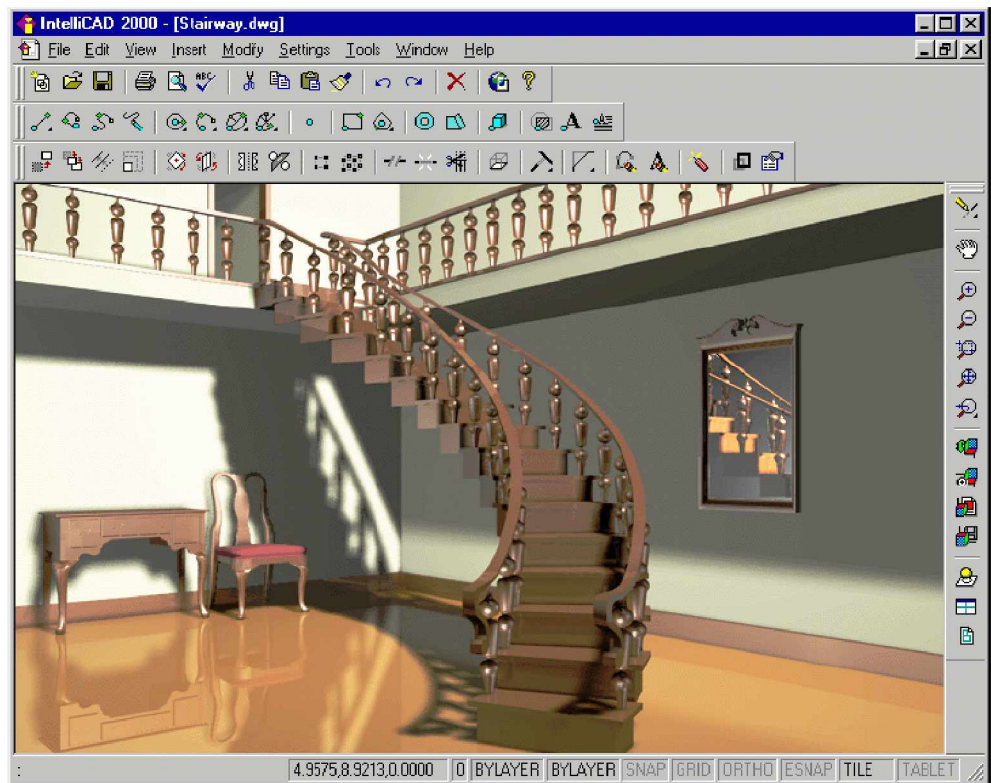 IntelliCAD 2000 - [Stairway.dwg]
File Edit View Insert Modify Settings Tools Window Help
ABC
A
: 4.9575,8.9213,0.0000 0 BYLAYER BYLAYER SNAP GRID ORTHO ESNAP TILE TABLET